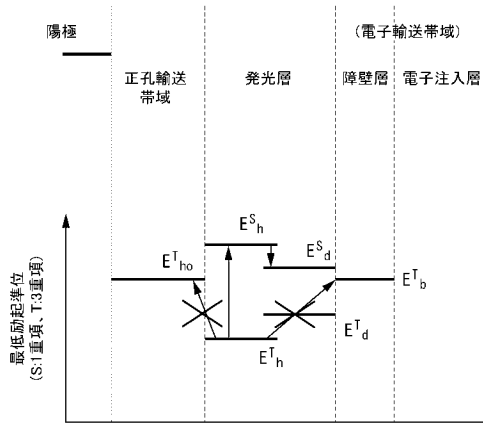 陽極
(電子輸送帯域)
正孔輸送
帯域
発光層
障壁層
電子注入層
E^S_h
E^S_d
E^T_ho
E^T_b
E^T_d
E^T_h
最低励起準位
(S:1重項、T:3重項)